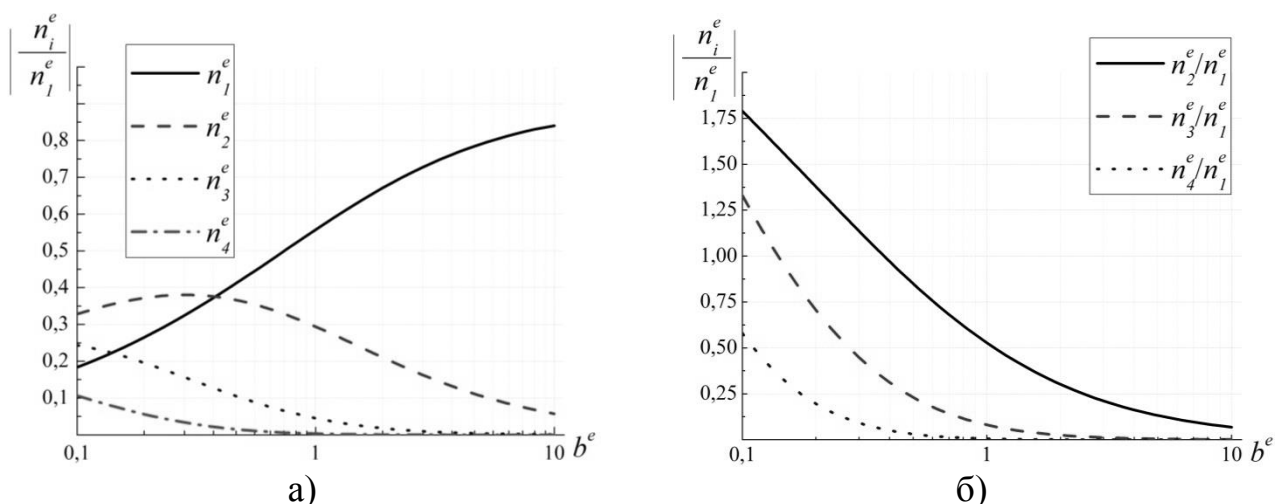 |n_i^e / n_1^e|
n_1^e
n_2^e
n_3^e
n_4^e
0,8
0,7
0,6
0,5
0,4
0,3
0,2
0,1
0,1 1 10 b^e
а)
|n_i^e / n_1^e|
n_2^e/n_1^e
n_3^e/n_1^e
n_4^e/n_1^e
1,75
1,50
1,25
1,00
0,75
0,50
0,25
0,1 1 10 b^e
б)